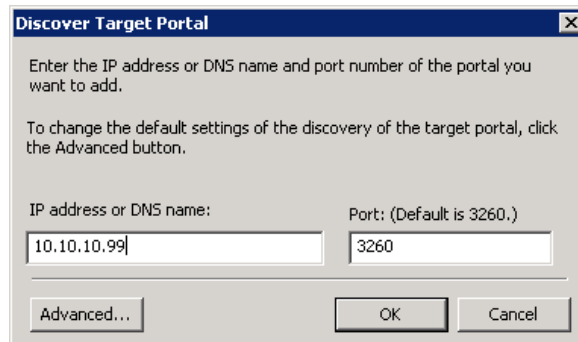 Discover Target Portal
Enter the IP address or DNS name and port number of the portal you
want to add.
To change the default settings of the discovery of the target portal, click
the Advanced button.
IP address or DNS name:
Port: (Default is 3260.)
10.10.10.99
3260
Advanced...
OK
Cancel